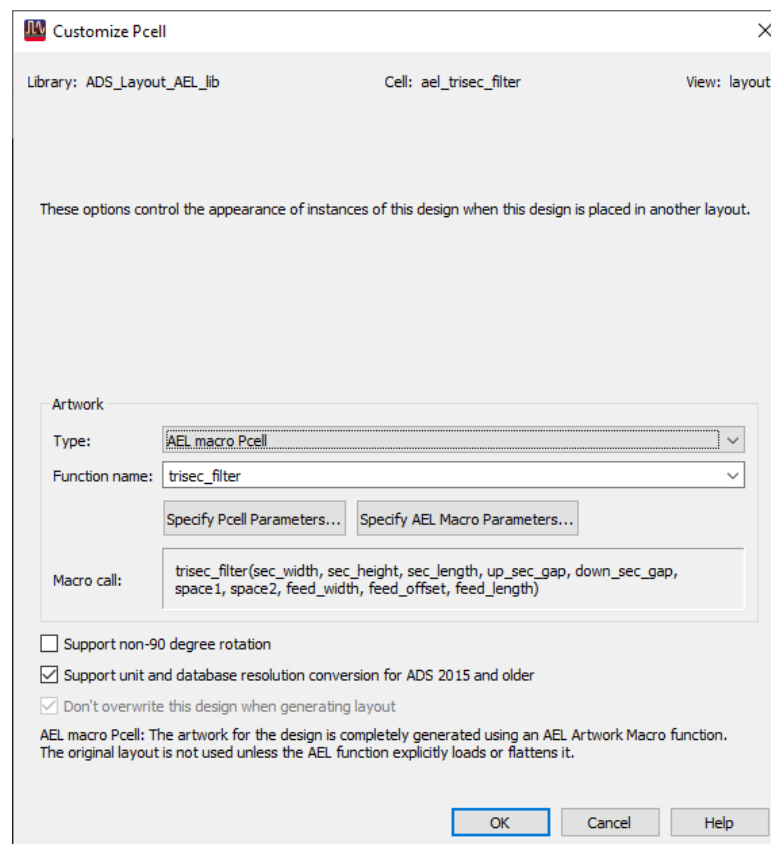 Customize Pcell
Library: ADS_Layout_AEL_lib Cell: ael_trisec_filter View: layout
These options control the appearance of instances of this design when this design is placed in another layout.
Artwork
Type: AEL macro Pcell
Function name: trisec_filter
Specify Pcell Parameters... Specify AEL Macro Parameters...
Macro call: trisec_filter(sec_width, sec_height, sec_length, up_sec_gap, down_sec_gap,
space1, space2, feed_width, feed_offset, feed_length)
Support non-90 degree rotation
Support unit and database resolution conversion for ADS 2015 and older
Don't overwrite this design when generating layout
AEL macro Pcell: The artwork for the design is completely generated using an AEL Artwork Macro function.
The original layout is not used unless the AEL function explicitly loads or flattens it.
OK Cancel Help